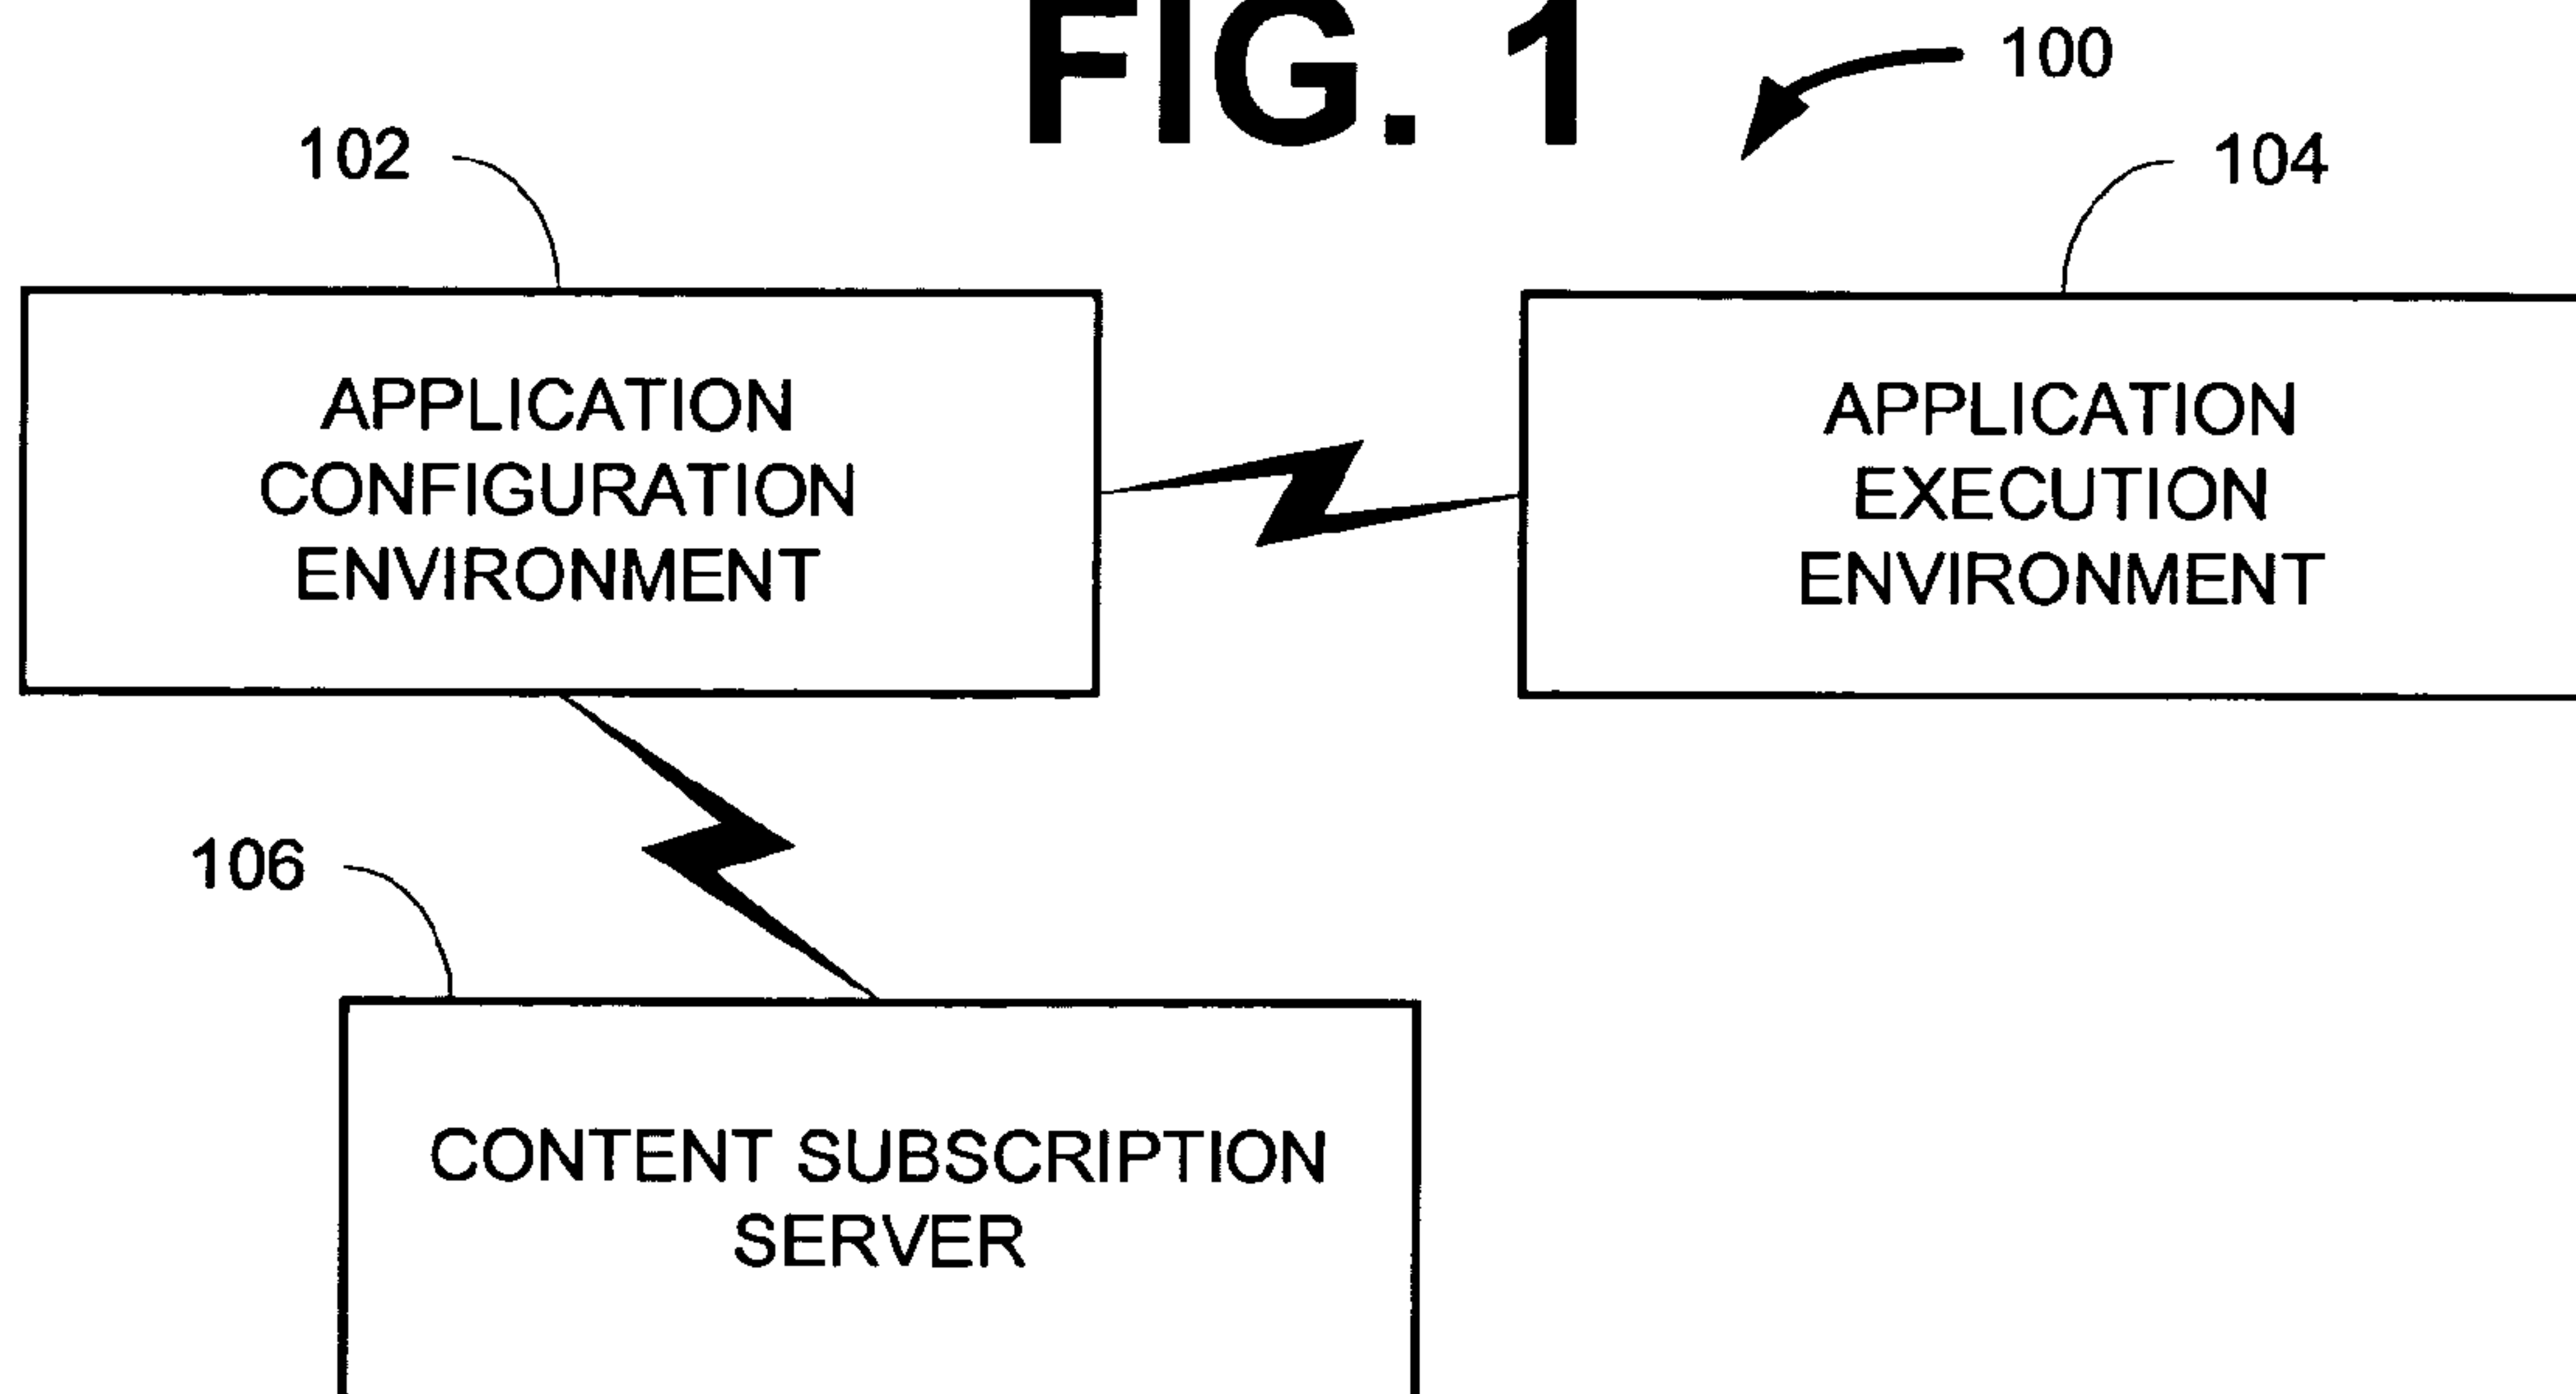 FIG. 1
100
102
104
APPLICATION
CONFIGURATION
ENVIRONMENT
APPLICATION
EXECUTION
ENVIRONMENT
106
CONTENT SUBSCRIPTION
SERVER